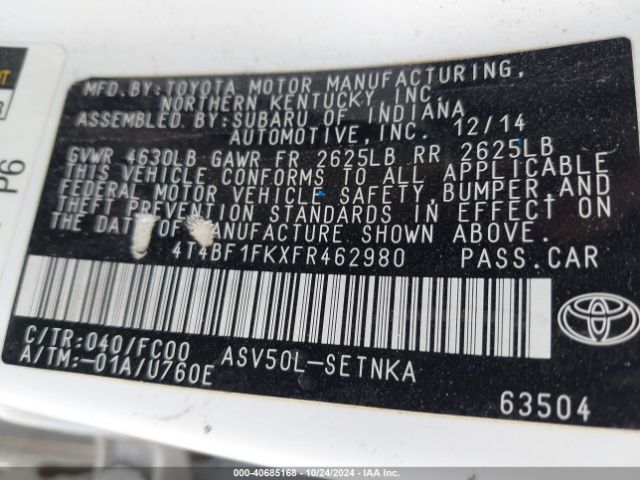 MFD.BY:TOYOTA MOTOR MANUFACTURING,
NORTHERN KENTUCKY INC.
ASSEMBLED BY:SUBARU OF INDIANA
AUTOMOTIVE,INC. 12/14
GVWR 4630LB GAWR FR 2625LB RR 2625LB
THIS VEHICLE CONFORMS TO ALL APPLICABLE
FEDERAL MOTOR VEHICLE SAFETY,BUMPER,AND
THEFT PREVENTION STANDARDS IN EFFECT ON
THE DAT OF MANUFACTURE SHOWN ABOVE.
4T4BF1FKXFR462980 PASS.CAR
C/TR:040/FC00 ASV50L-SETNKA
A/TM:-01A/U760E
63504
P6
000-40685168 - 10/24/2024 - IAA Inc.